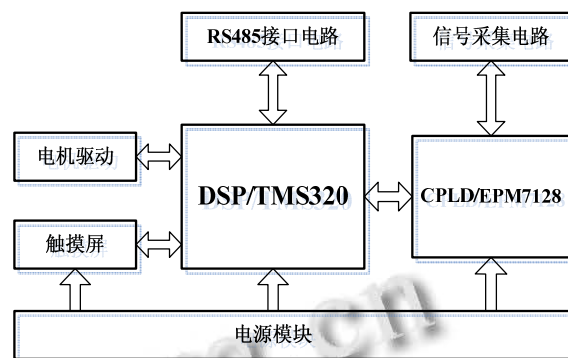 RS485接口电路
信号采集电路
电机驱动
DSP/TMS320
CPLD/EPM7128
触摸屏
电源模块